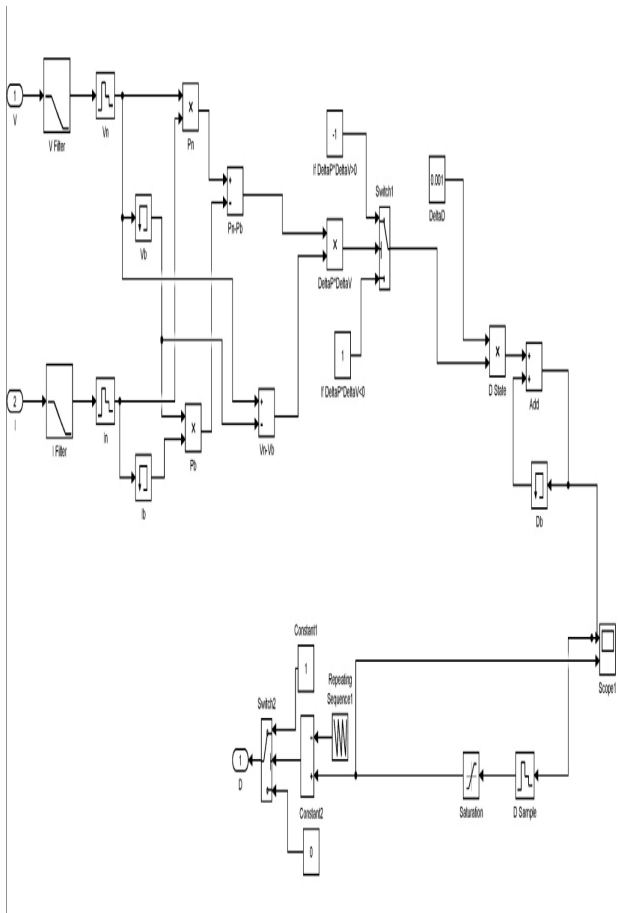 1
V
V Filter
Vn
x
Pn
+
-
Pn-Pb
Vb
-1
If DeltaP*DeltaV>0
Switch1
0.001
DeltaD
x
DeltaP*DeltaV
1
If DeltaP*DeltaV<0
x
D State
+
+
Add
2
I
I Filter
In
x
Pb
+
-
Vn-Vb
Ib
Db
Scope1
Constant1
1
Repeating
Sequence1
Switch2
1
D
-
+
Constant2
0
Saturation
D Sample